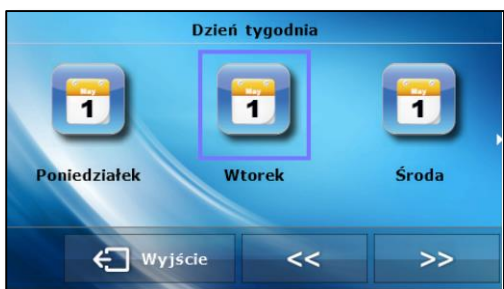 Dzień tygodnia
May May May
1 1 1
Poniedziałek Wtorek Środa
Wyjście << >>